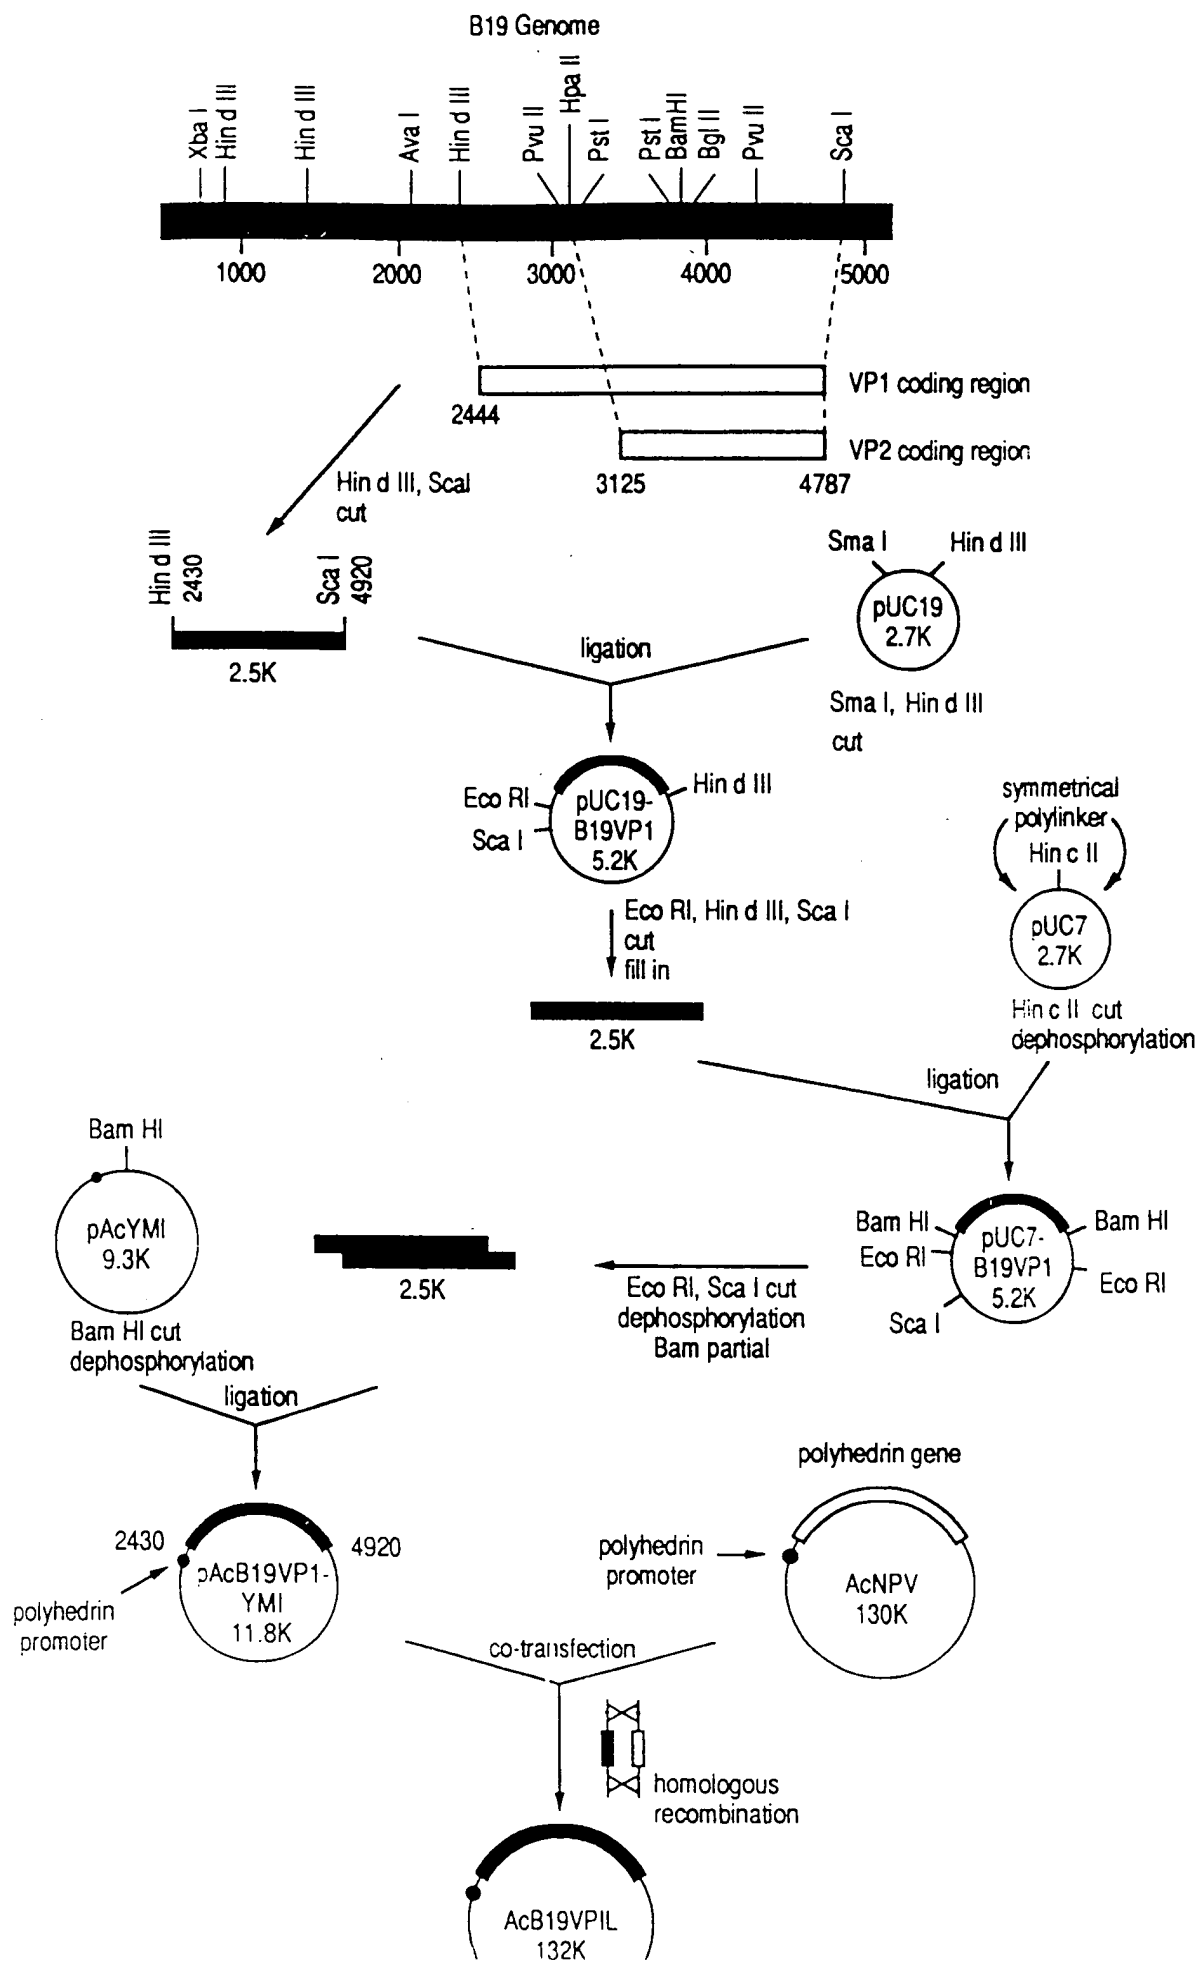 B19 Genome
Xba I
Hin d III
Hin d III
Ava I
Hin d III
Pvu II
Hpa II
Pst I
Pst I
BamHI
Bgl II
Pvu II
Sca I
1000
2000
3000
4000
5000
VP1 coding region
2444
VP2 coding region
3125
4787
Hin d III, ScaI
cut
Hin d III
2430
Sca I
4920
2.5K
Sma I
Hin d III
pUC19
2.7K
Sma I, Hin d III
cut
ligation
Eco RI
Sca I
Hin d III
pUC19-
B19VP1
5.2K
symmetrical
polylinker
Hin c II
pUC7
2.7K
Hin c II cut
dephosphorylation
Eco RI, Hin d III, Sca I
cut
fill in
2.5K
ligation
Bam HI
pAcYMI
9.3K
Bam HI cut
dephosphorylation
2.5K
Eco RI, Sca I cut
dephosphorylation
Bam partial
Bam HI
Eco RI
Sca I
pUC7-
B19VP1
5.2K
Bam HI
Eco RI
ligation
2430
4920
pAcB19VP1-
YMI
11.8K
polyhedrin
promoter
polyhedrin gene
polyhedrin
promoter
AcNPV
130K
co-transfection
homologous
recombination
AcB19VPIL
132K